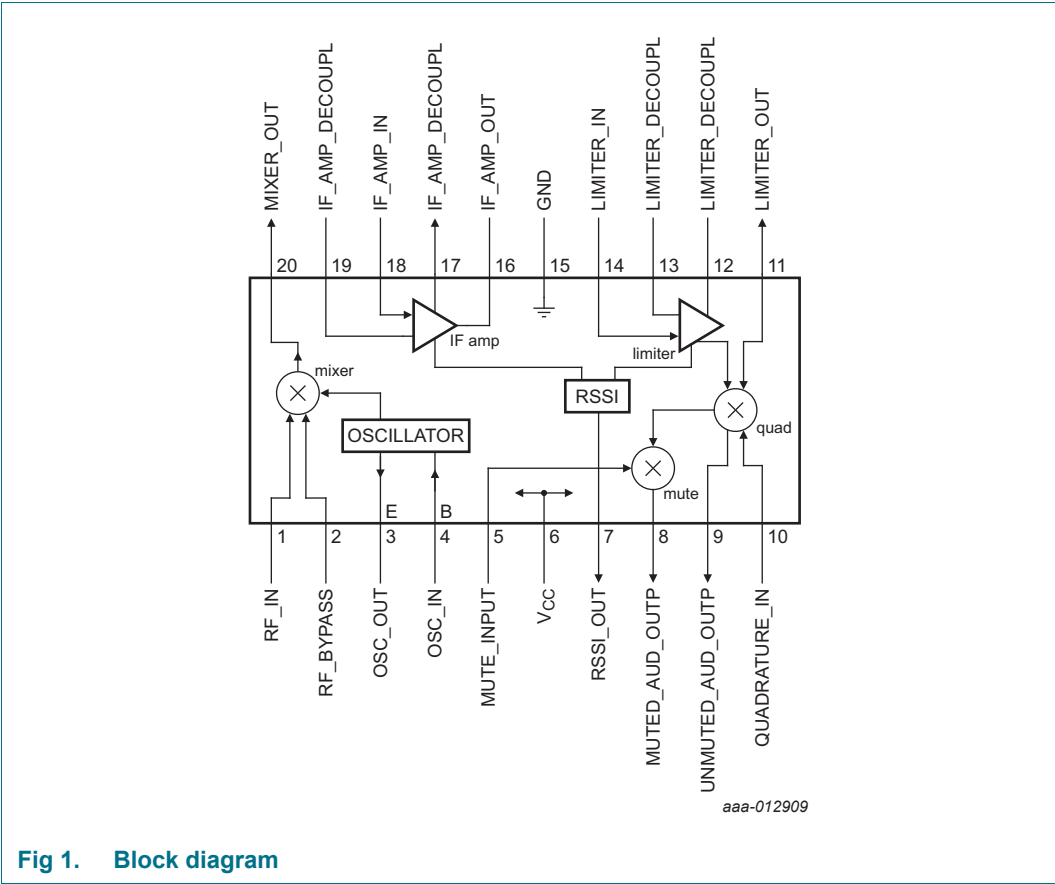 MIXER_OUT
IF_AMP_DECOUPL
IF_AMP_IN
IF_AMP_DECOUPL
IF_AMP_OUT
GND
LIMITER_IN
LIMITER_DECOUPL
LIMITER_DECOUPL
LIMITER_OUT
20 19 18 17 16 15 14 13 12 11
IF amp
limiter
mixer
RSSI
OSCILLATOR
quad
mute
E B
1 2 3 4 5 6 7 8 9 10
RF_IN
RF_BYPASS
OSC_OUT
OSC_IN
MUTE_INPUT
VCC
RSSI_OUT
MUTED_AUD_OUTP
UNMUTED_AUD_OUTP
QUADRATURE_IN
aaa-012909
Fig 1. Block diagram